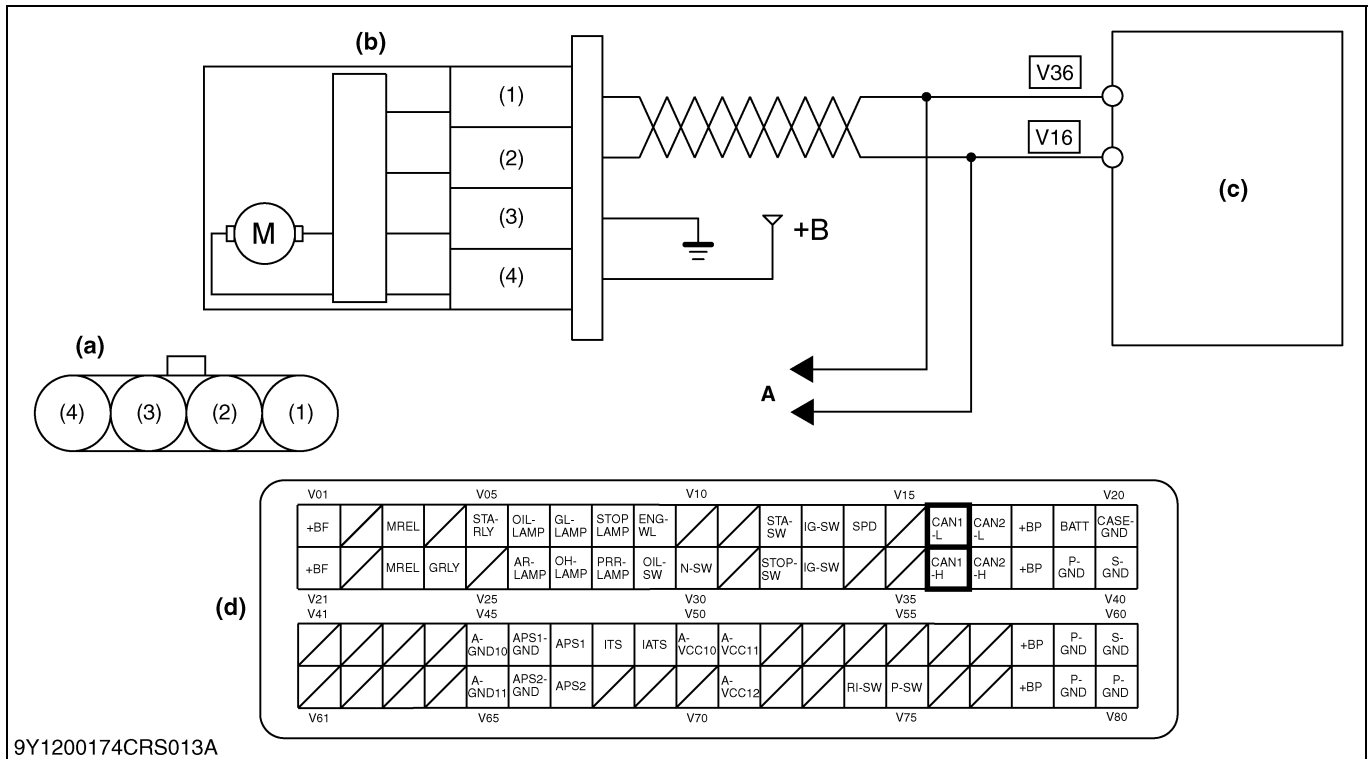 (b)
(1)
(2)
(3)
(4)
M
+B
V36
V16
(c)
A
(a)
(4) (3) (2) (1)
(d)
V01 V05 V10 V15 V20
+BF MREL STA-RLY OIL-LAMP GL-LAMP STOP LAMP ENG-WL STA-SW IG-SW SPD CAN1-L CAN2-L +BP BATT CASE-GND
+BF MREL GRLY AR-LAMP OH-LAMP PRR-LAMP OIL-SW N-SW STOP-SW IG-SW CAN1-H CAN2-H +BP P-GND S-GND
V21 V25 V30 V35 V40
V41 V45 V50 V55 V60
A-GND10 APS1-GND APS1 ITS IATS A-VCC10 A-VCC11 +BP P-GND S-GND
A-GND11 APS2-GND APS2 A-VCC12 RI-SW P-SW +BP P-GND P-GND
V61 V65 V70 V75 V80
9Y1200174CRS013A